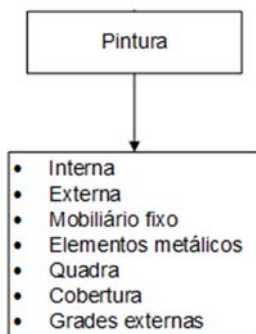 Pintura
• Interna
• Externa
• Mobiliário fixo
• Elementos metálicos
• Quadra
• Cobertura
• Grades externas